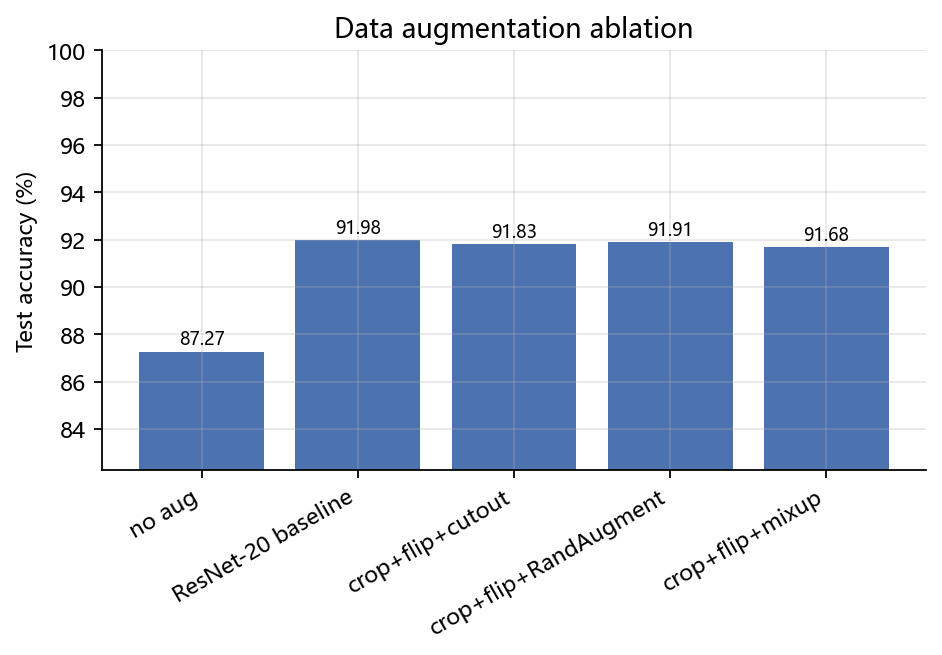 Data augmentation ablation
Test accuracy (%)
100
98
96
94
92
90
88
86
84
87.27
91.98
91.83
91.91
91.68
no aug
ResNet-20 baseline
crop+flip+cutout
crop+flip+RandAugment
crop+flip+mixup